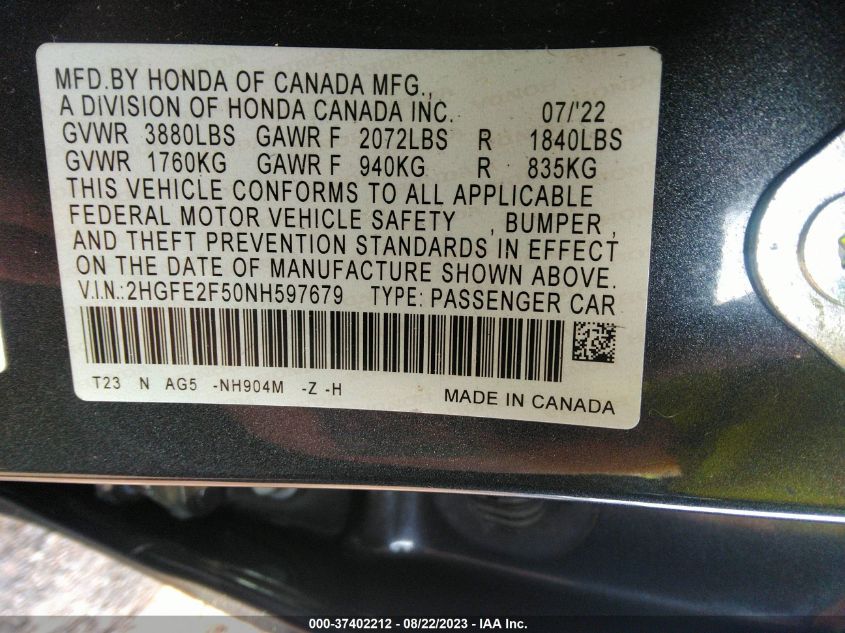 MFD.BY HONDA OF CANADA MFG.,
A DIVISION OF HONDA CANADA INC. 07/'22
GVWR 3880LBS GAWR F 2072LBS R 1840LBS
GVWR 1760KG GAWR F 940KG R 835KG
THIS VEHICLE CONFORMS TO ALL APPLICABLE
FEDERAL MOTOR VEHICLE SAFETY , BUMPER ,
AND THEFT PREVENTION STANDARDS IN EFFECT
ON THE DATE OF MANUFACTURE SHOWN ABOVE.
V.I.N.:2HGFE2F50NH597679 TYPE: PASSENGER CAR
T23 N AG5 -NH904M -Z -H
MADE IN CANADA
000-37402212 - 08/22/2023 - IAA Inc.